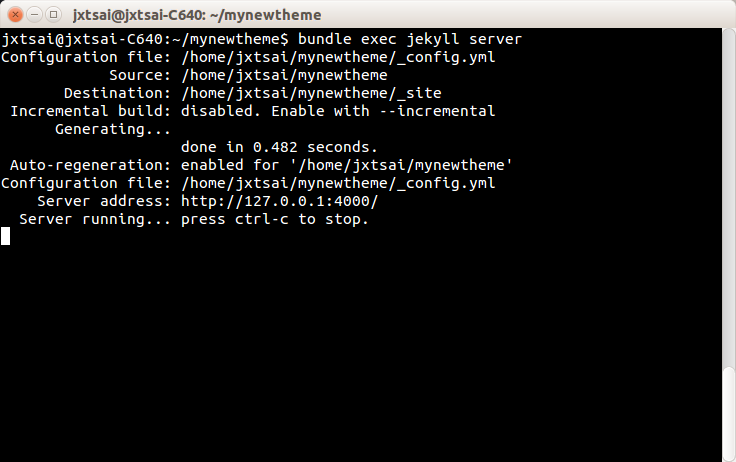 jxtsai@jxtsai-C640: ~/mynewtheme
jxtsai@jxtsai-C640:~/mynewtheme$ bundle exec jekyll server
Configuration file: /home/jxtsai/mynewtheme/_config.yml
            Source: /home/jxtsai/mynewtheme
       Destination: /home/jxtsai/mynewtheme/_site
 Incremental build: disabled. Enable with --incremental
      Generating...
                    done in 0.482 seconds.
 Auto-regeneration: enabled for '/home/jxtsai/mynewtheme'
Configuration file: /home/jxtsai/mynewtheme/_config.yml
    Server address: http://127.0.0.1:4000/
  Server running... press ctrl-c to stop.